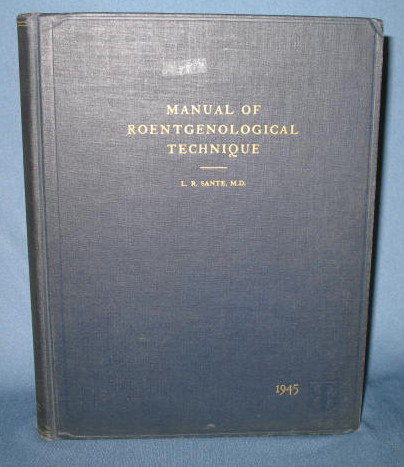 MANUAL OF
ROENTGENOLOGICAL
TECHNIQUE
L. R. SANTE, M.D.
1945